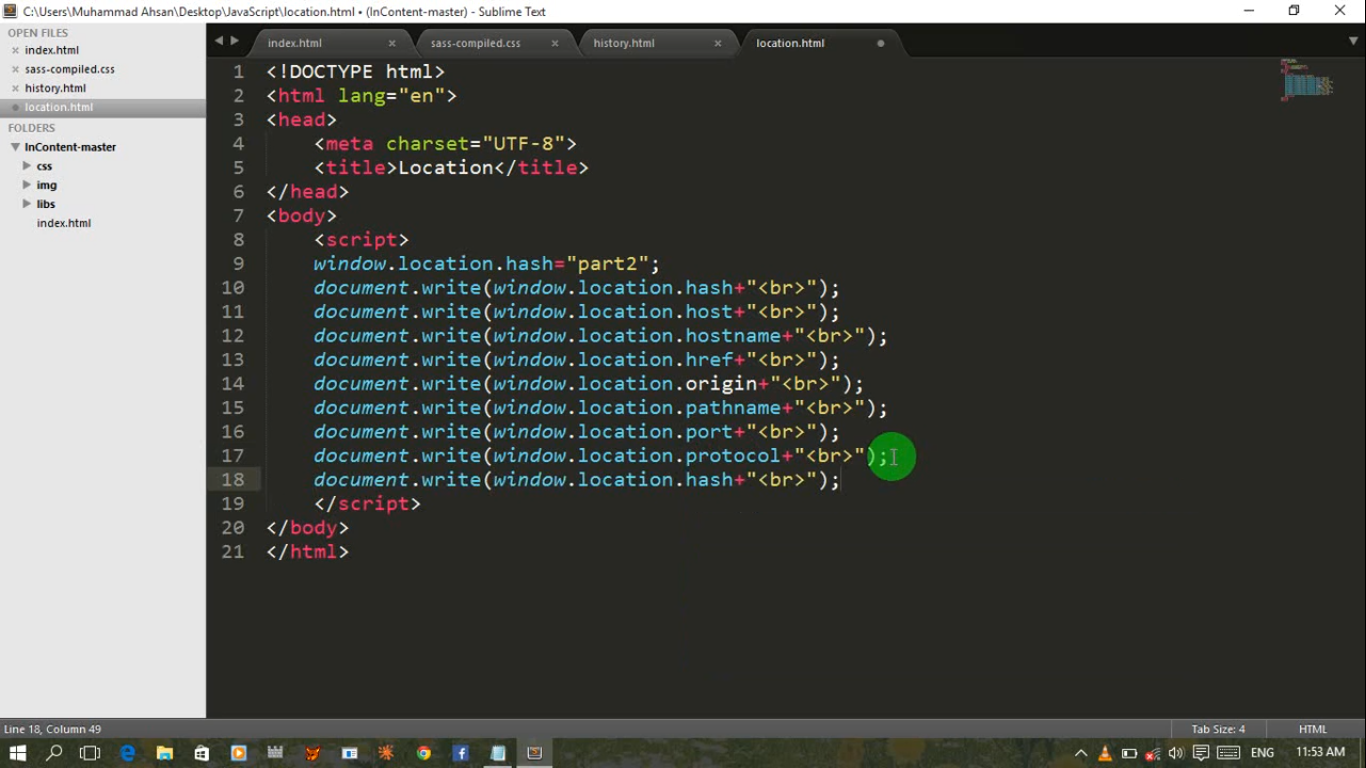 C:\Users\Muhammad Ahsan\Desktop\JavaScript\location.html • (InContent-master) - Sublime Text
OPEN FILES
index.html
sass-compiled.css
history.html
location.html
FOLDERS
InContent-master
css
img
libs
index.html
index.html
sass-compiled.css
history.html
location.html
1 <!DOCTYPE html>
2 <html lang="en">
3 <head>
4 <meta charset="UTF-8">
5 <title>Location</title>
6 </head>
7 <body>
8 <script>
9 window.location.hash="part2";
10 document.write(window.location.hash+"<br>");
11 document.write(window.location.host+"<br>");
12 document.write(window.location.hostname+"<br>");
13 document.write(window.location.href+"<br>");
14 document.write(window.location.origin+"<br>");
15 document.write(window.location.pathname+"<br>");
16 document.write(window.location.port+"<br>");
17 document.write(window.location.protocol+"<br>");
18 document.write(window.location.hash+"<br>");
19 </script>
20 </body>
21 </html>
Line 18, Column 49
Tab Size: 4
HTML
ENG
11:53 AM